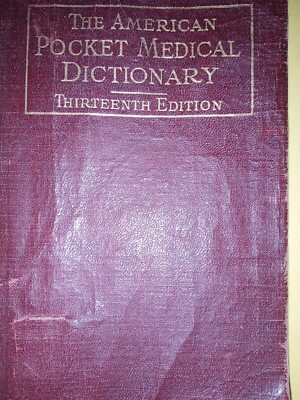 THE AMERICAN
POCKET MEDICAL
DICTIONARY
THIRTEENTH EDITION